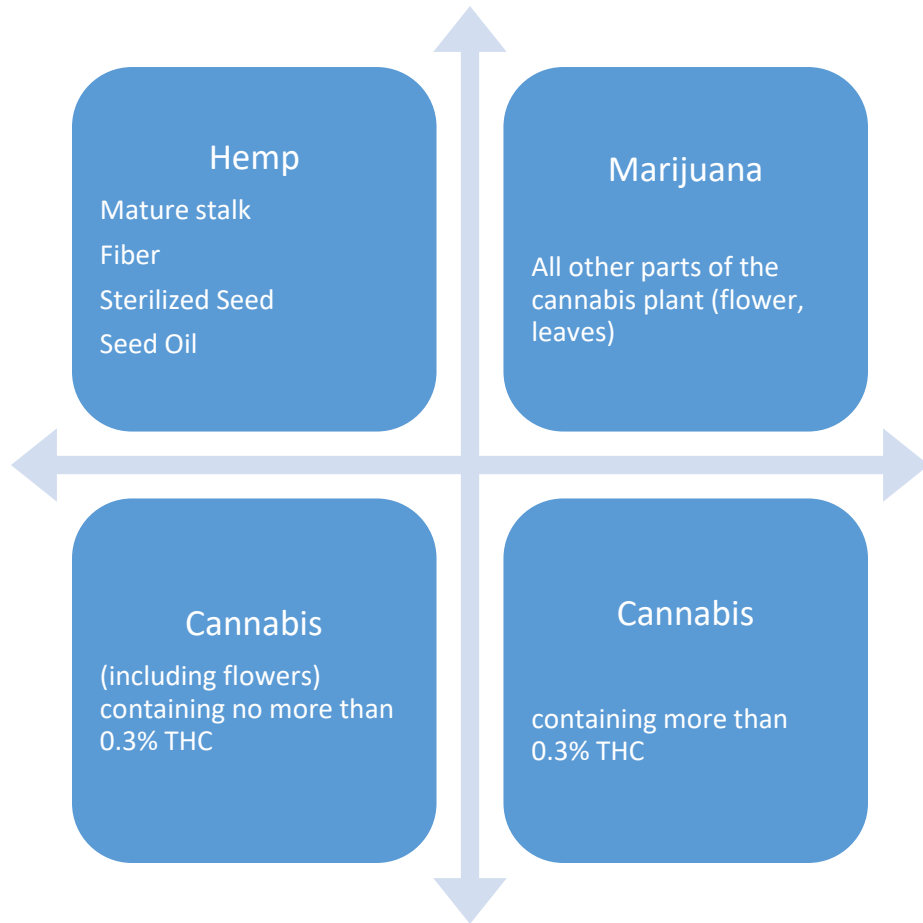 Hemp
Mature stalk
Fiber
Sterilized Seed
Seed Oil
Marijuana
All other parts of the
cannabis plant (flower,
leaves)
Cannabis
(including flowers)
containing no more than
0.3% THC
Cannabis
containing more than
0.3% THC